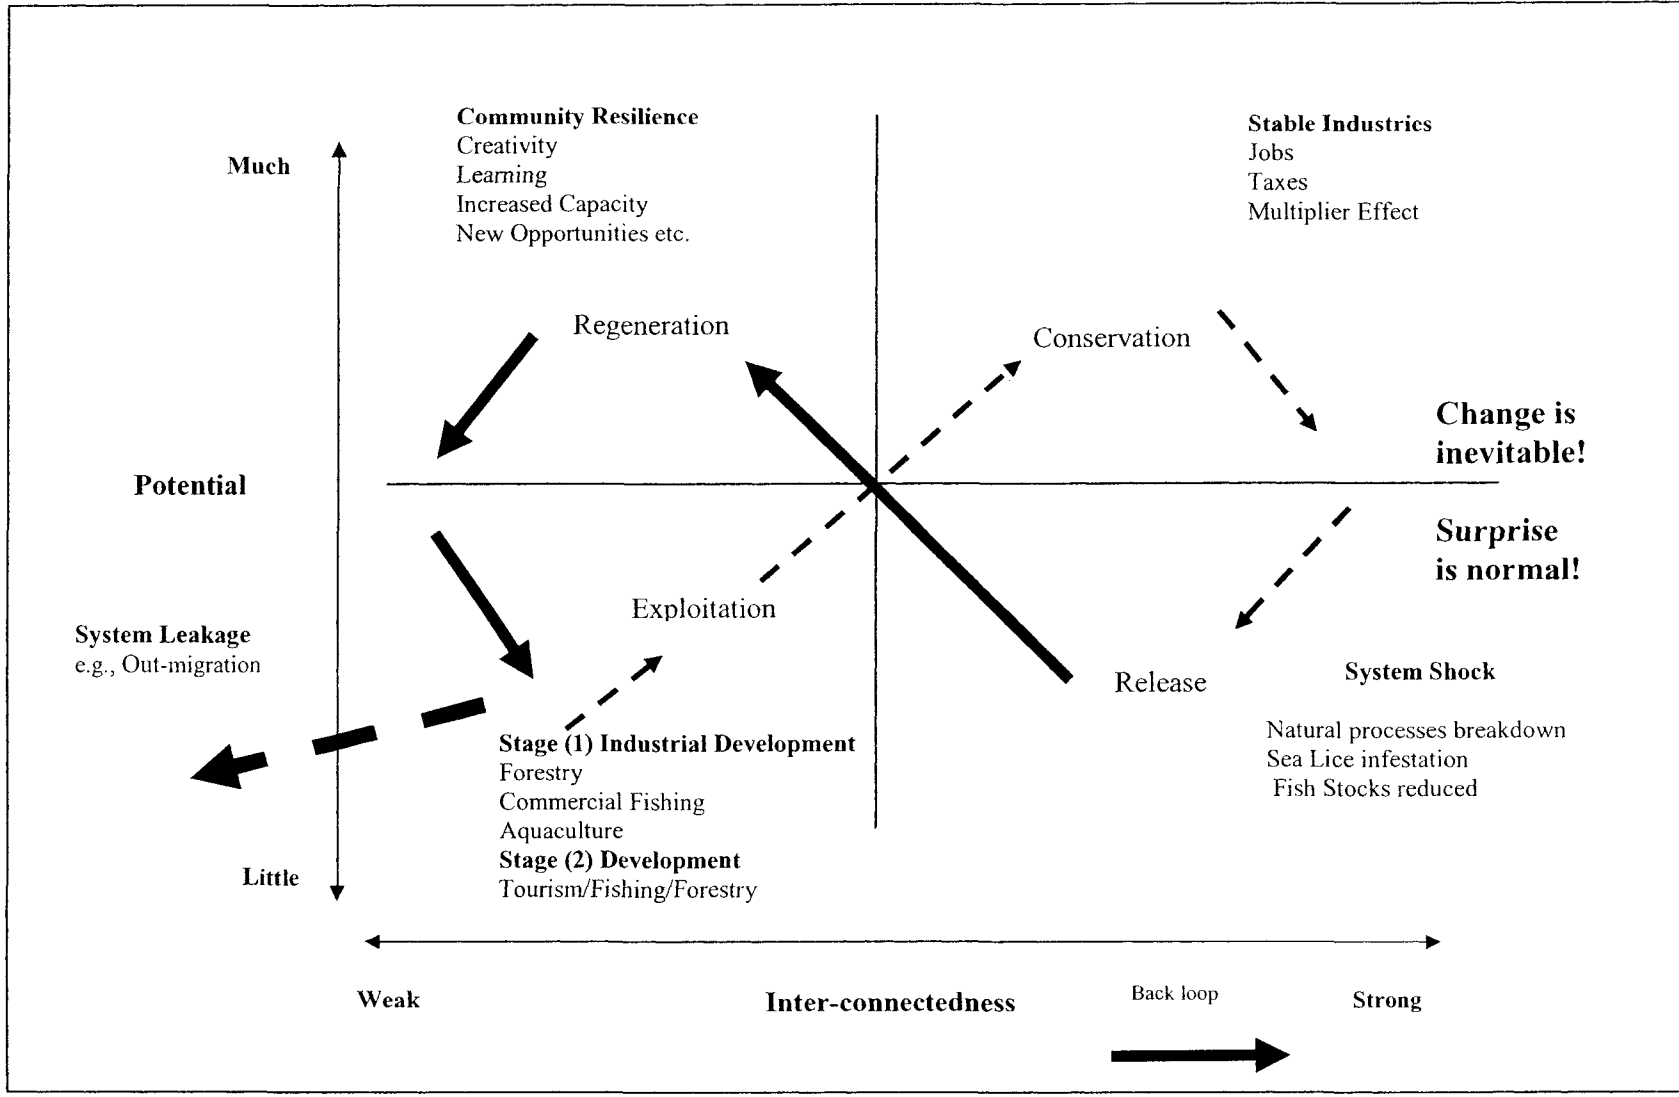 Community Resilience
Creativity
Learning
Increased Capacity
New Opportunities etc.
Stable Industries
Jobs
Taxes
Multiplier Effect
Much
Regeneration
Conservation
Change is
inevitable!
Potential
Surprise
is normal!
Exploitation
System Leakage
e.g., Out-migration
Release
System Shock
Natural processes breakdown
Sea Lice infestation
Fish Stocks reduced
Stage (1) Industrial Development
Forestry
Commercial Fishing
Aquaculture
Stage (2) Development
Tourism/Fishing/Forestry
Little
Weak
Inter-connectedness
Back loop
Strong